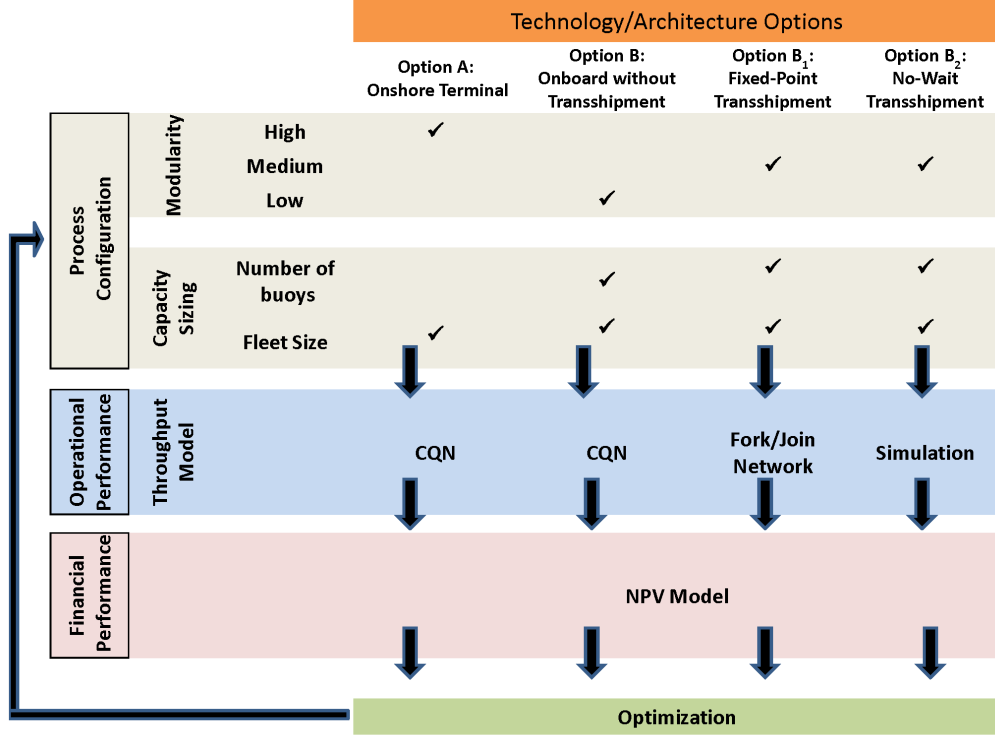 Technology/Architecture Options
Option A:
Onshore Terminal
Option B:
Onboard without
Transshipment
Option B1:
Fixed-Point
Transshipment
Option B2:
No-Wait
Transshipment
Process
Configuration
Modularity
High
✓
Medium
✓ ✓
Low
✓
Capacity
Sizing
Number of
buoys
✓ ✓ ✓
Fleet Size
✓ ✓ ✓ ✓
Operational
Performance
Throughput
Model
CQN
CQN
Fork/Join
Network
Simulation
Financial
Performance
NPV Model
Optimization